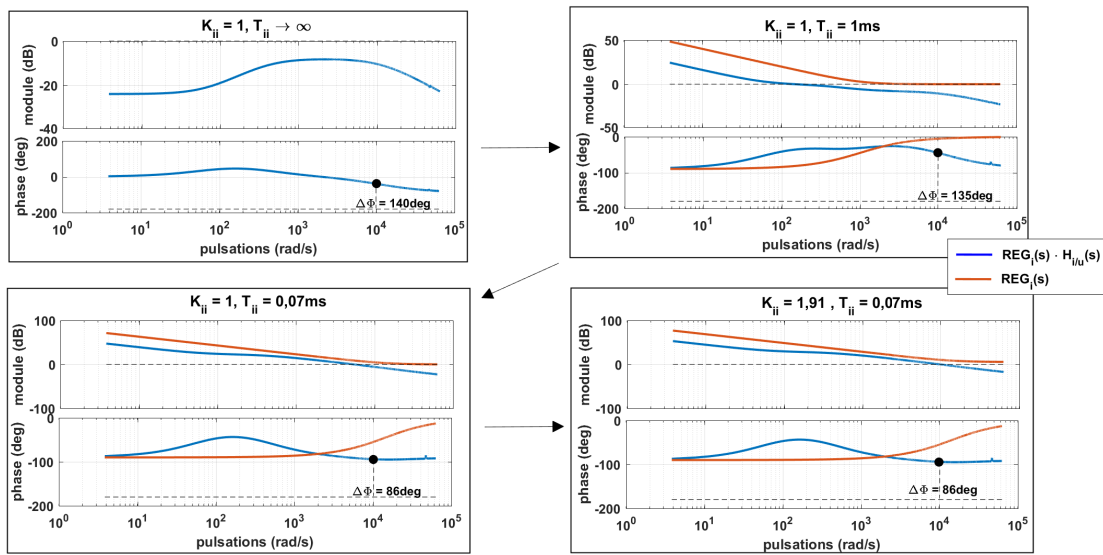 K_ii = 1, T_ii → ∞
0
-20
-40
module (dB)
200
0
-200
phase (deg)
ΔΦ = 140deg
10^0 10^1 10^2 10^3 10^4 10^5
pulsations (rad/s)
K_ii = 1, T_ii = 1ms
50
0
50
module (dB)
0
-100
-200
phase (deg)
ΔΦ = 135deg
10^0 10^1 10^2 10^3 10^4 10^5
pulsations (rad/s)
REG_i(s) · H_i/u(s)
REG_i(s)
K_ii = 1, T_ii = 0,07ms
100
0
-100
module (dB)
0
-100
-200
phase (deg)
ΔΦ = 86deg
10^0 10^1 10^2 10^3 10^4 10^5
pulsations (rad/s)
K_ii = 1,91 , T_ii = 0,07ms
100
0
-100
module (dB)
0
-100
-200
phase (deg)
ΔΦ = 86deg
10^0 10^1 10^2 10^3 10^4 10^5
pulsations (rad/s)